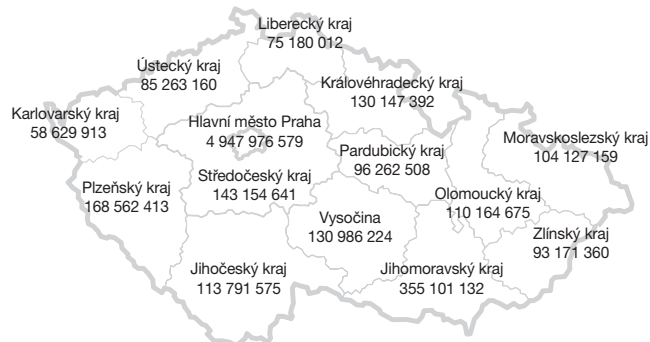 Liberecký kraj
75 180 012
Ústecký kraj
85 263 160
Královéhradecký kraj
130 147 392
Karlovarský kraj
58 629 913
Hlavní město Praha
4 947 976 579
Moravskoslezský kraj
104 127 159
Pardubický kraj
96 262 508
Plzeňský kraj
168 562 413
Středočeský kraj
143 154 641
Olomoucký kraj
110 164 675
Vysočina
130 986 224
Zlínský kraj
93 171 360
Jihočeský kraj
113 791 575
Jihomoravský kraj
355 101 132